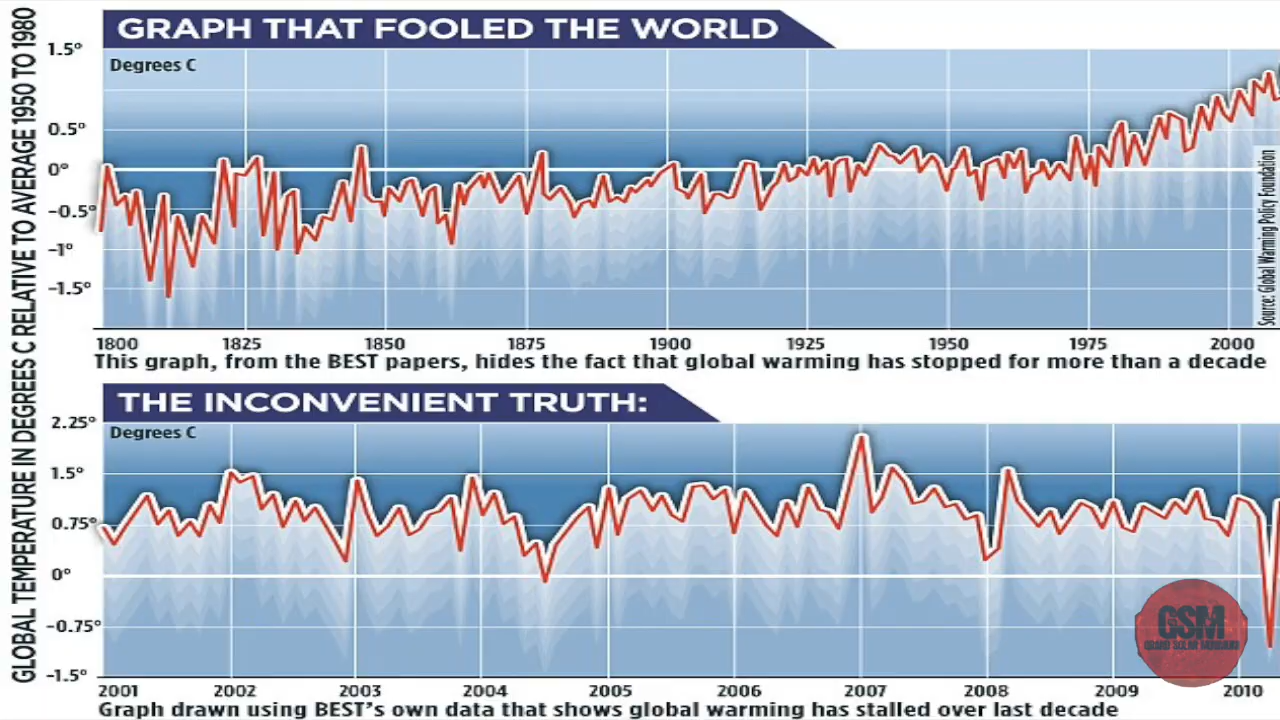 GRAPH THAT FOOLED THE WORLD
GLOBAL TEMPERATURE IN DEGREES C RELATIVE TO AVERAGE 1950 TO 1980
1.5°
Degrees C
0.5°
0°
-0.5°
-1°
-1.5°
Source: Global Warming Policy Foundation
1800 1825 1850 1875 1900 1925 1950 1975 2000
This graph, from the BEST papers, hides the fact that global warming has stopped for more than a decade
THE INCONVENIENT TRUTH:
2.25°
Degrees C
1.5°
0.75°
0°
-0.75°
-1.5°
GSM
GRAND SOLAR MINIMUM
2001 2002 2003 2004 2005 2006 2007 2008 2009 2010
Graph drawn using BEST's own data that shows global warming has stalled over last decade